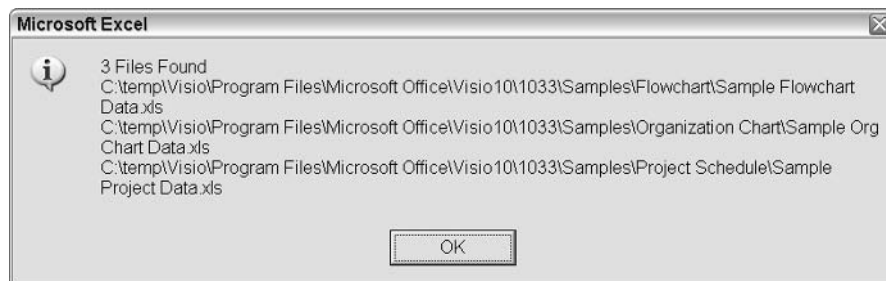 Microsoft Excel
3 Files Found
C:\temp\Visio\Program Files\Microsoft Office\Visio10\1033\Samples\Flowchart\Sample Flowchart
Data.xls
C:\temp\Visio\Program Files\Microsoft Office\Visio10\1033\Samples\Organization Chart\Sample Org
Chart Data.xls
C:\temp\Visio\Program Files\Microsoft Office\Visio10\1033\Samples\Project Schedule\Sample
Project Data.xls
OK